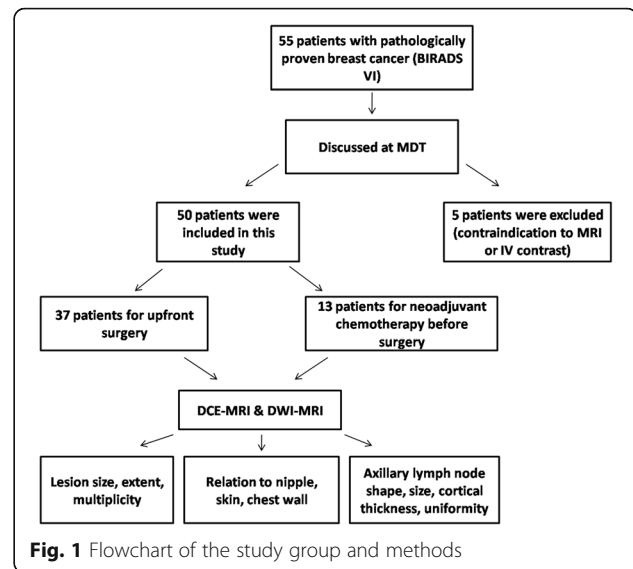 55 patients with pathologically
proven breast cancer (BIRADS
VI)
Discussed at MDT
50 patients were
included in this
study
5 patients were excluded
(contraindication to MRI
or IV contrast)
37 patients for upfront
surgery
13 patients for neoadjuvant
chemotherapy before
surgery
DCE-MRI & DWI-MRI
Lesion size, extent,
multiplicity
Relation to nipple,
skin, chest wall
Axillary lymph node
shape, size, cortical
thickness, uniformity
Fig. 1 Flowchart of the study group and methods